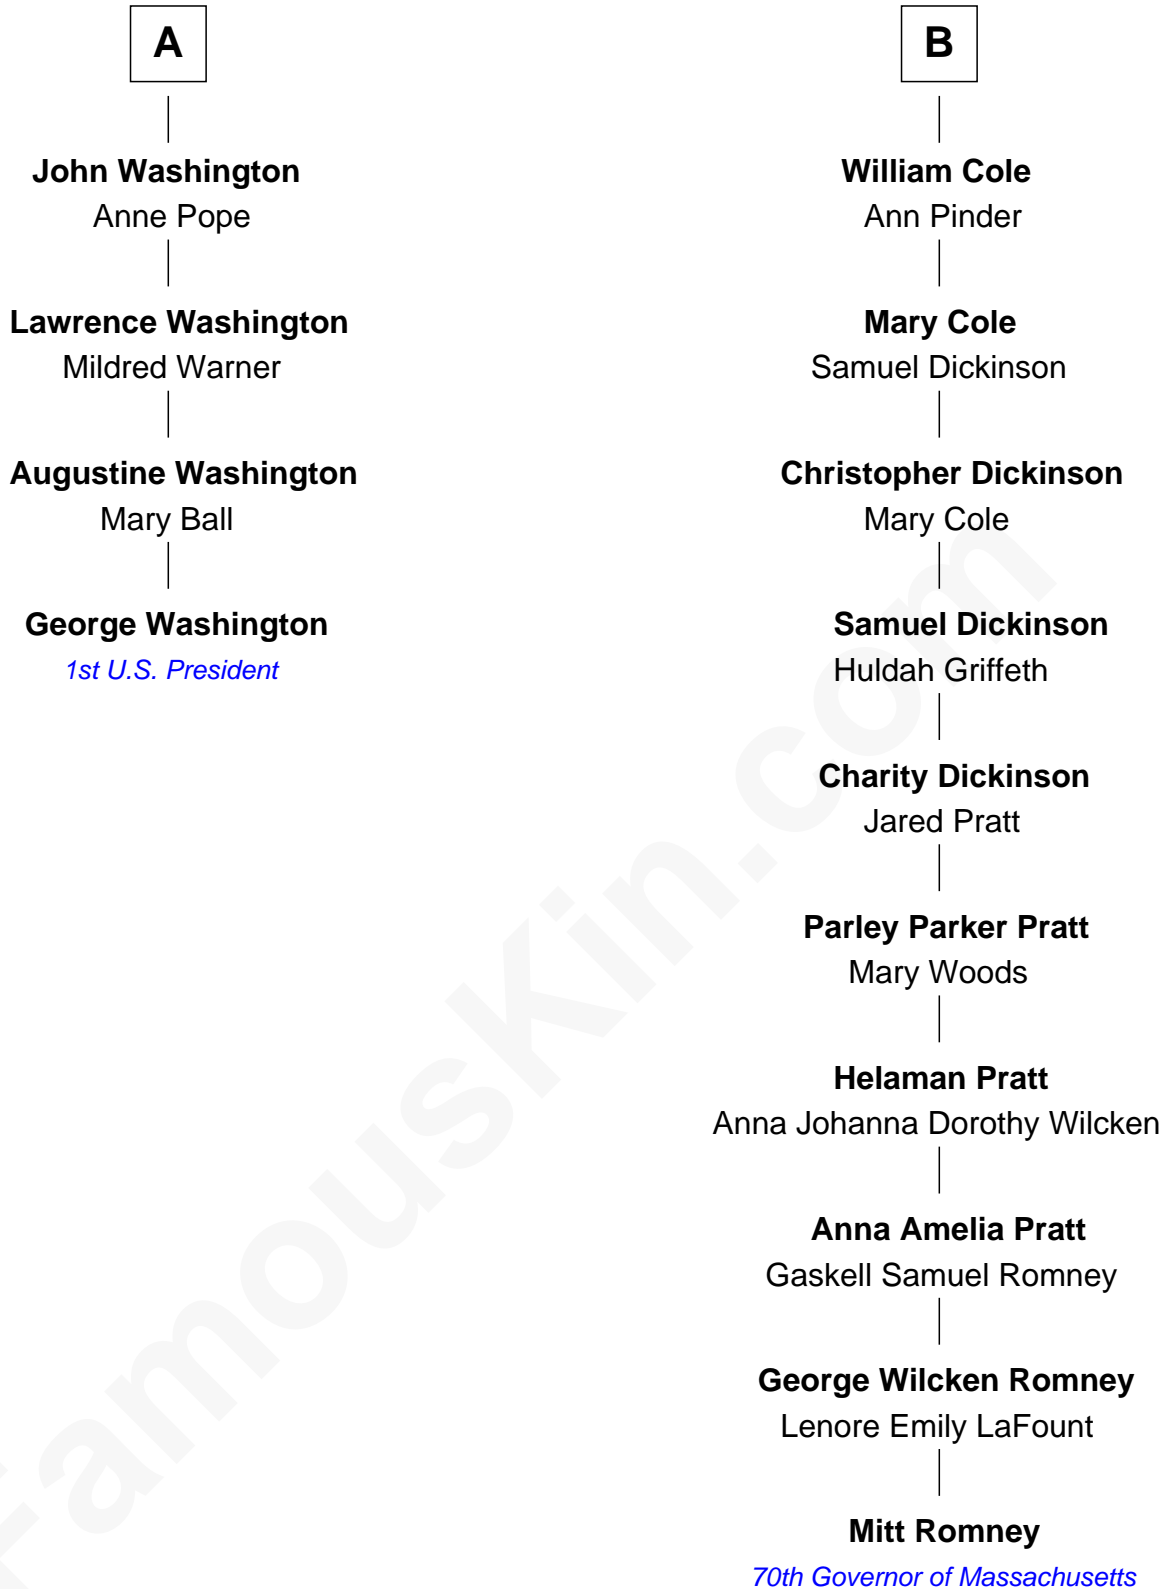 A
John Washington
Anne Pope
Lawrence Washington
Mildred Warner
Augustine Washington
Mary Ball
George Washington
1st U.S. President
B
William Cole
Ann Pinder
Mary Cole
Samuel Dickinson
Christopher Dickinson
Mary Cole
Samuel Dickinson
Huldah Griffeth
Charity Dickinson
Jared Pratt
Parley Parker Pratt
Mary Woods
Helaman Pratt
Anna Johanna Dorothy Wilcken
Anna Amelia Pratt
Gaskell Samuel Romney
George Wilcken Romney
Lenore Emily LaFount
Mitt Romney
70th Governor of Massachusetts
FamousKin.com